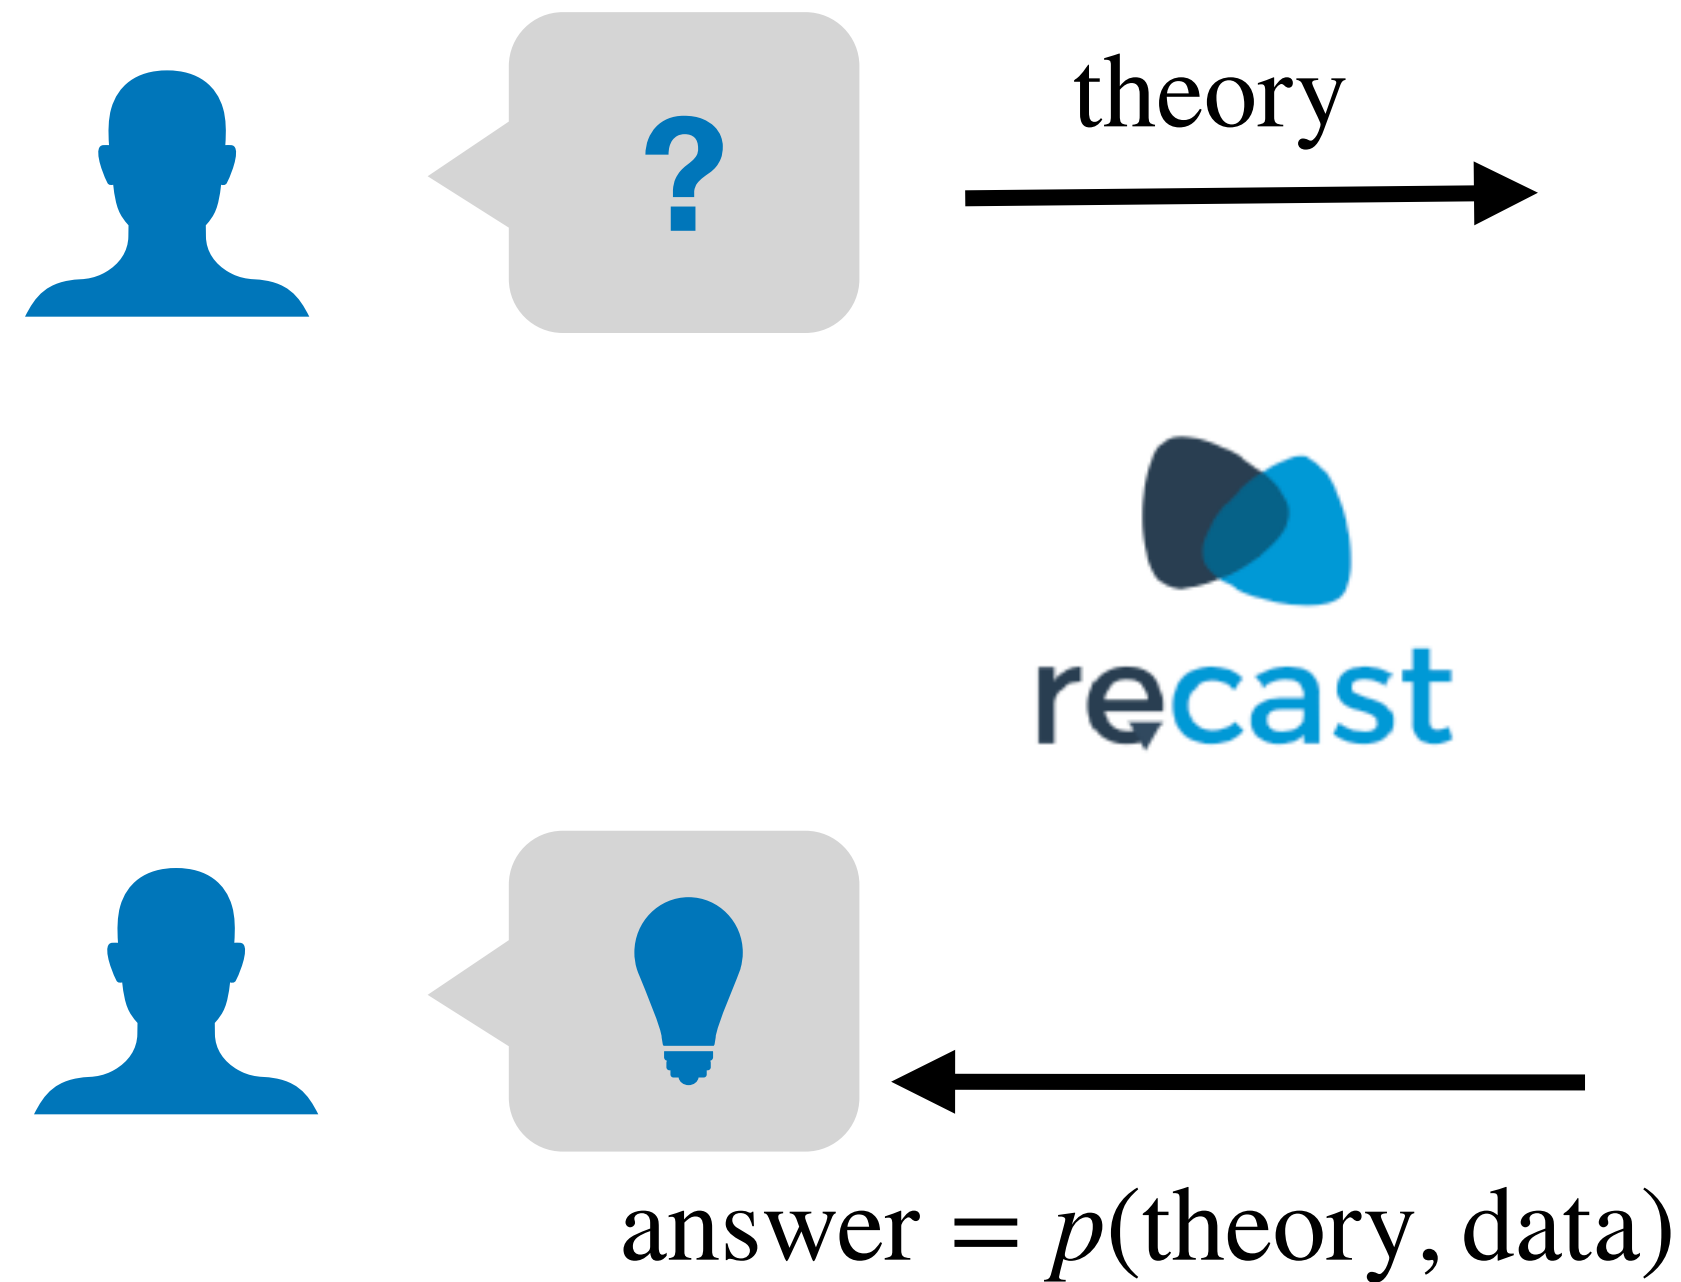 ?
theory
recast
answer = p(theory, data)